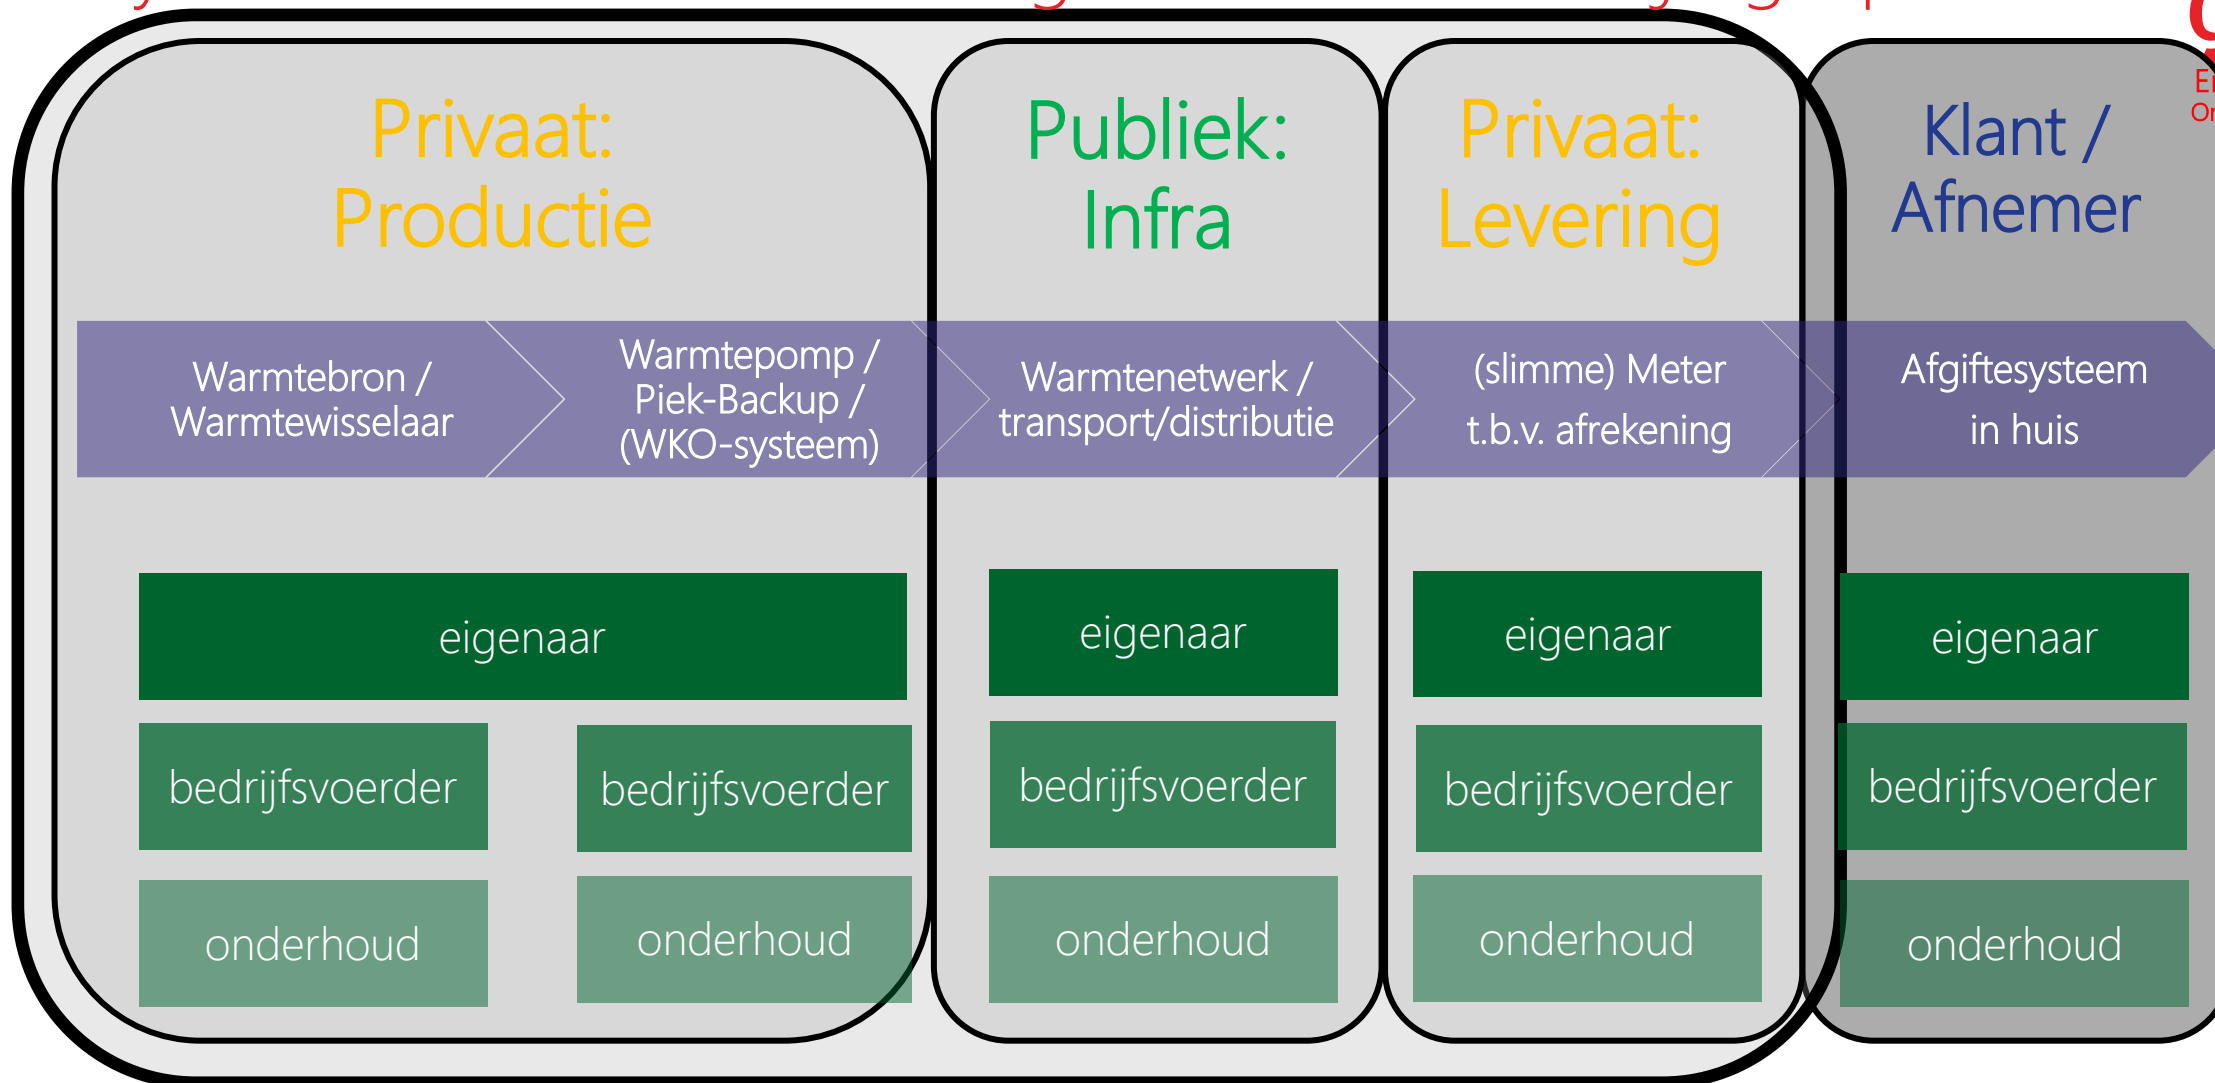 Privaat:
Productie
Publiek:
Infra
Privaat:
Levering
Klant /
Afnemer
Warmtebron /
Warmtewisselaar
Warmtepomp /
Piek-Backup /
(WKO-systeem)
Warmtenetwerk /
transport/distributie
(slimme) Meter
t.b.v. afrekening
Afgiftesysteem
in huis
eigenaar
eigenaar
eigenaar
eigenaar
bedrijfsvoerder
bedrijfsvoerder
bedrijfsvoerder
bedrijfsvoerder
bedrijfsvoerder
onderhoud
onderhoud
onderhoud
onderhoud
onderhoud